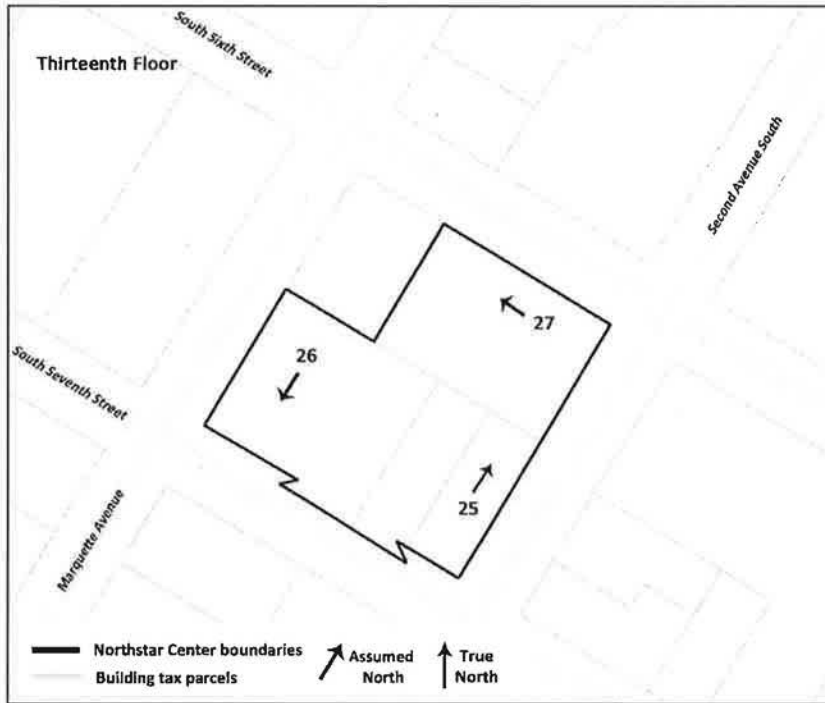 South Sixth Street
Thirteenth Floor
Second Avenue South
27
26
South Seventh Street
25
Marquette Avenue
Northstar Center boundaries
Building tax parcels
Assumed
North
True
North